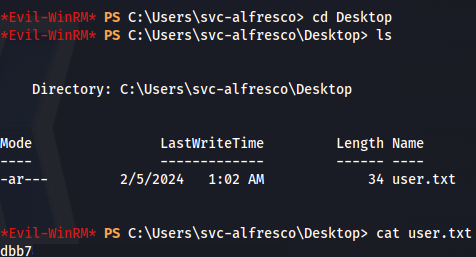 *Evil-WinRM* PS C:\Users\svc-alfresco> cd Desktop
*Evil-WinRM* PS C:\Users\svc-alfresco\Desktop> ls
Directory: C:\Users\svc-alfresco\Desktop
Mode LastWriteTime Length Name
---- ------------- ------ ----
-ar--- 2/5/2024 1:02 AM 34 user.txt
*Evil-WinRM* PS C:\Users\svc-alfresco\Desktop> cat user.txt
dbb7